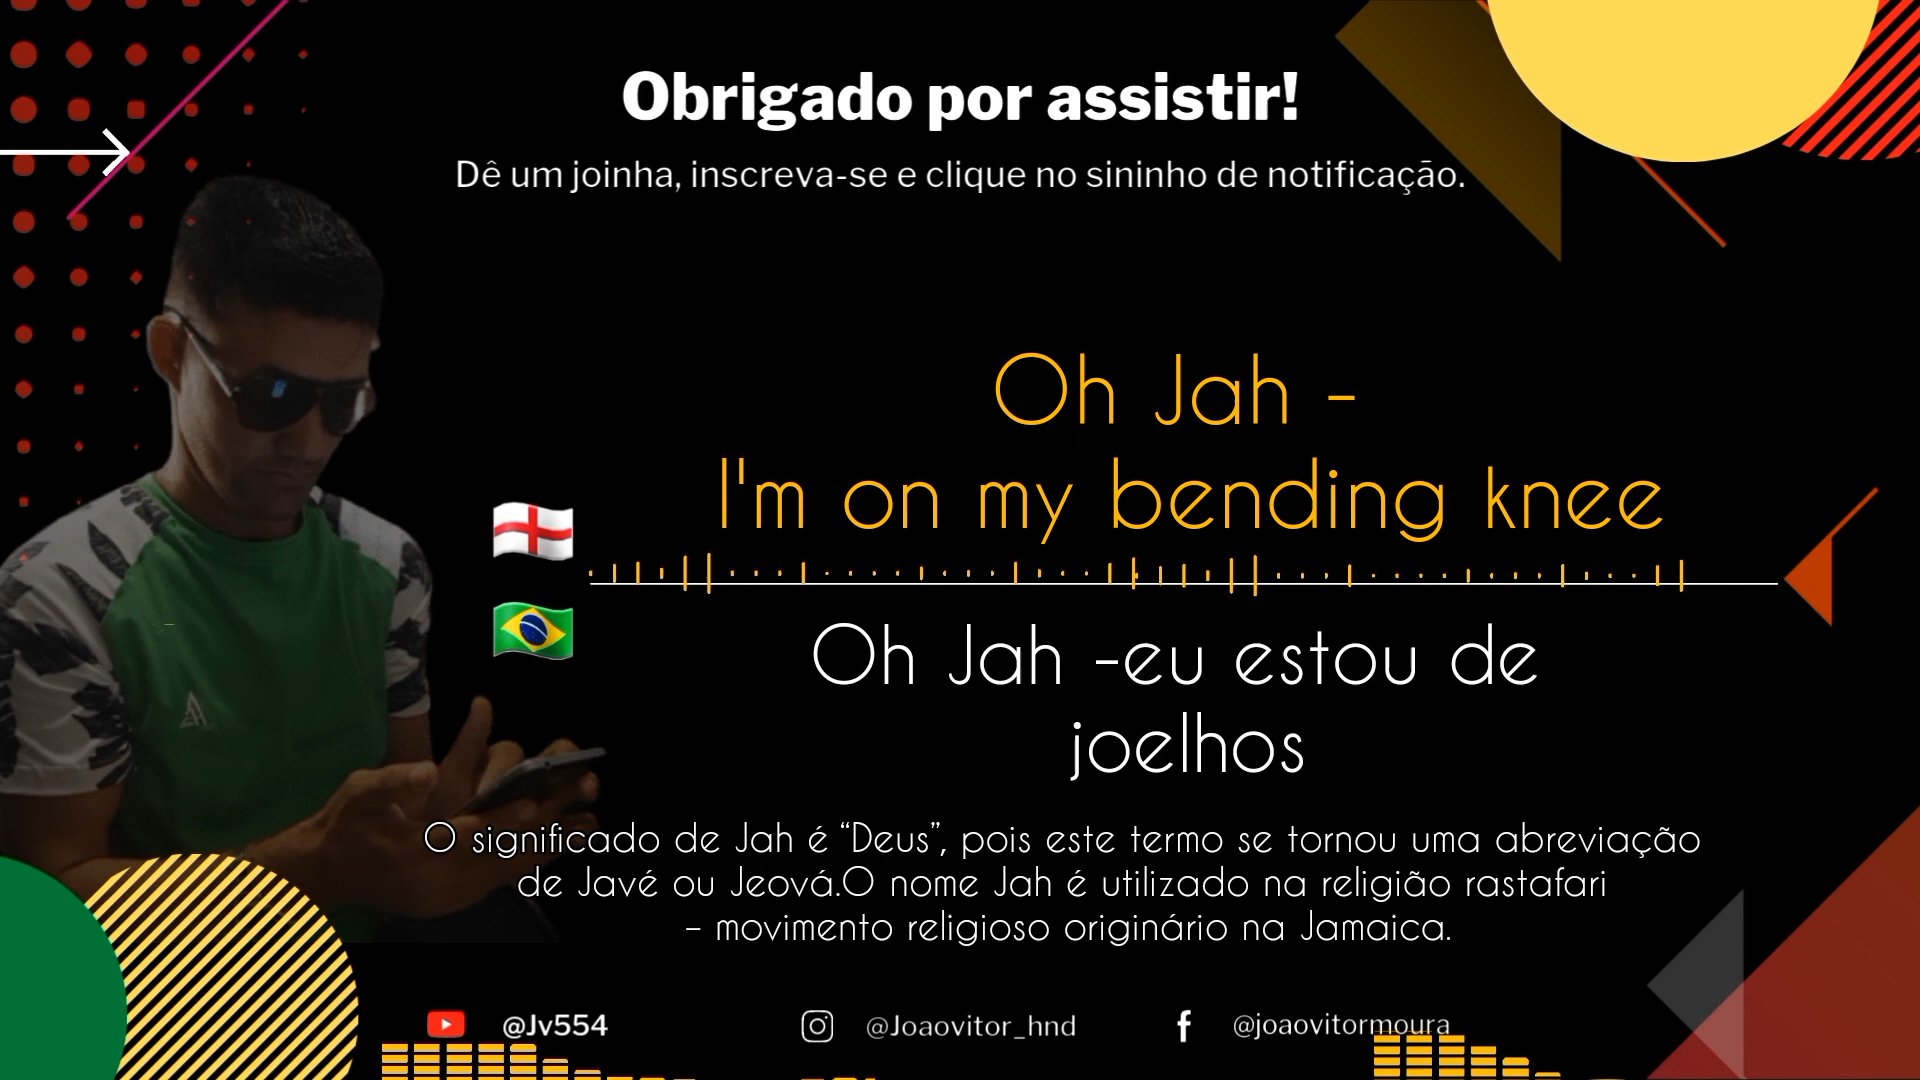 Obrigado por assistir!
Dê um joinha, inscreva-se e clique no sininho de notificação.
Oh Jah -
I'm on my bending knee
Oh Jah -eu estou de
joelhos
O significado de Jah é “Deus”, pois este termo se tornou uma abreviação
de Javé ou Jeová.O nome Jah é utilizado na religião rastafari
– movimento religioso originário na Jamaica.
@Jv554 @Joaovitor_hnd @joaovitormoura